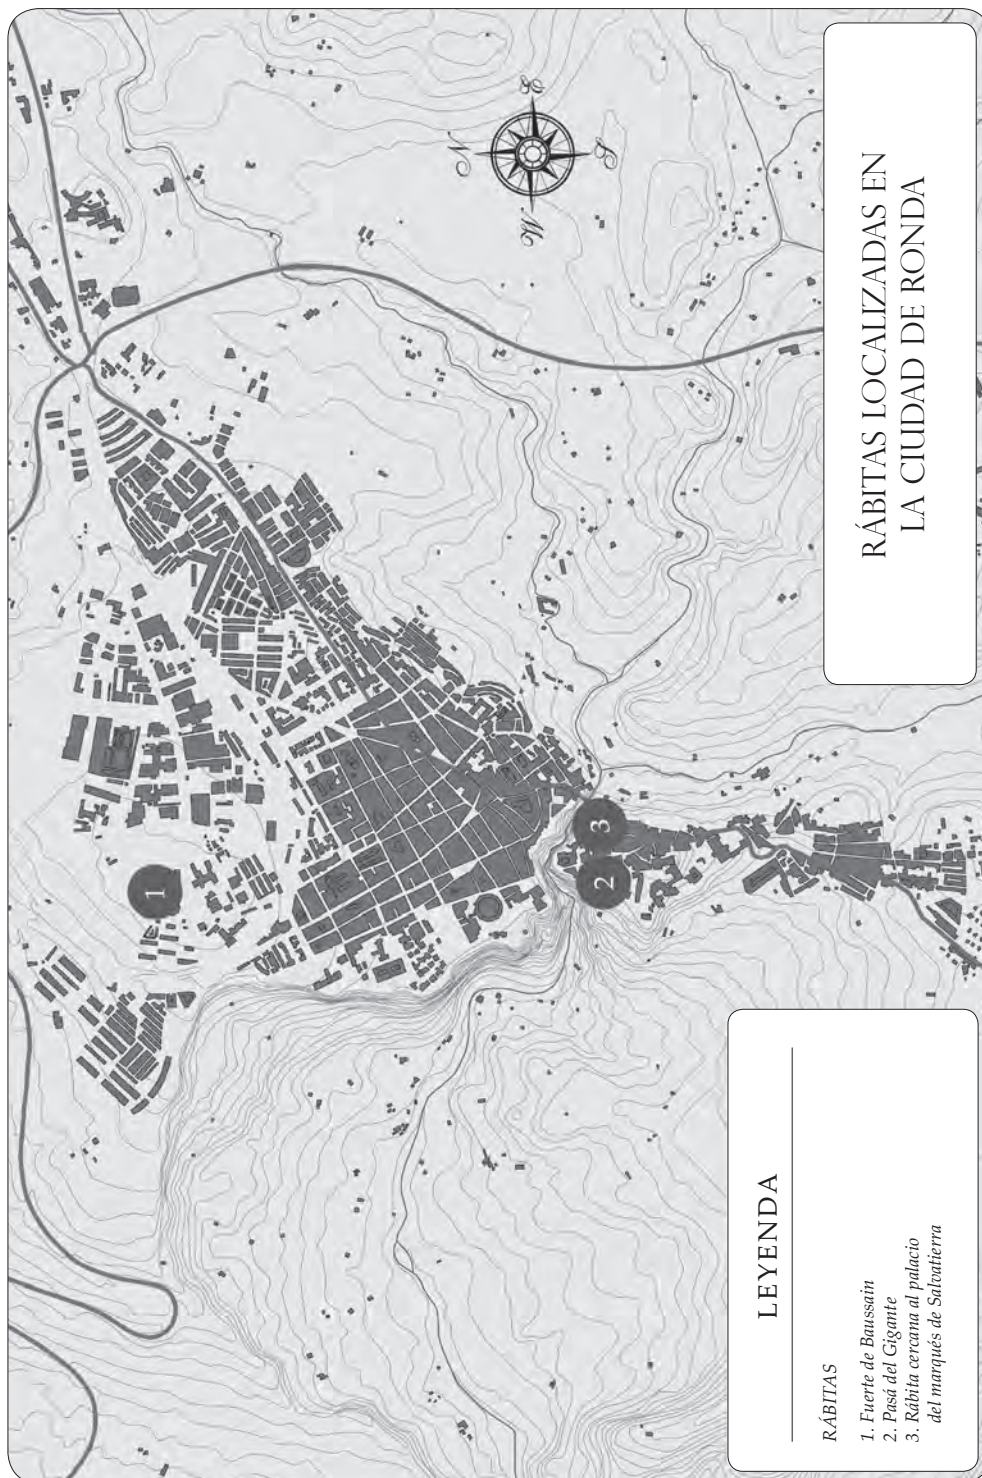 RÁBITAS LOCALIZADAS EN
LA CIUDAD DE RONDA
N
E
S
W
1
2
3
LEYENDA
RÁBITAS
1. Fuerte de Baussain
2. Pasá del Gigante
3. Rábita cercana al palacio
del marqués de Salvatierra